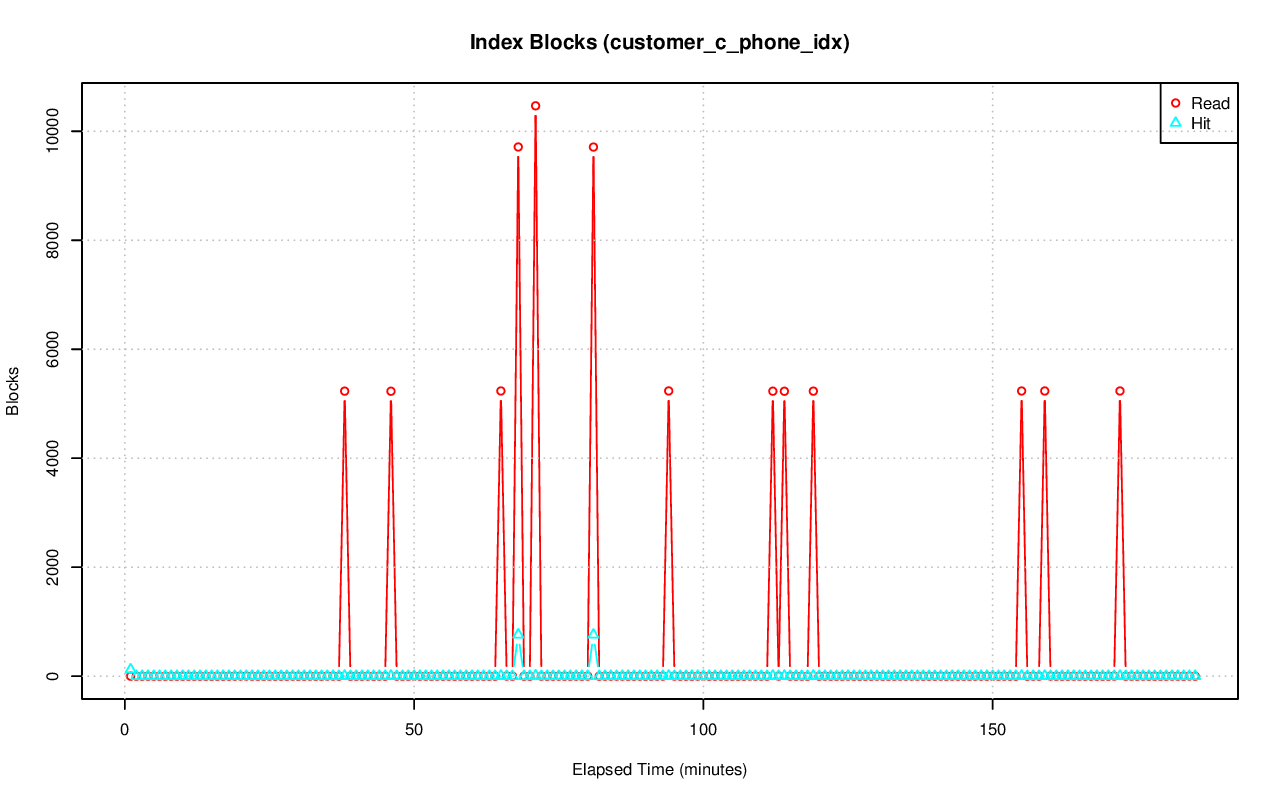 Index Blocks (customer_c_phone_idx)
Read
Hit
10000
8000
6000
4000
2000
0
Blocks
0 50 100 150
Elapsed Time (minutes)